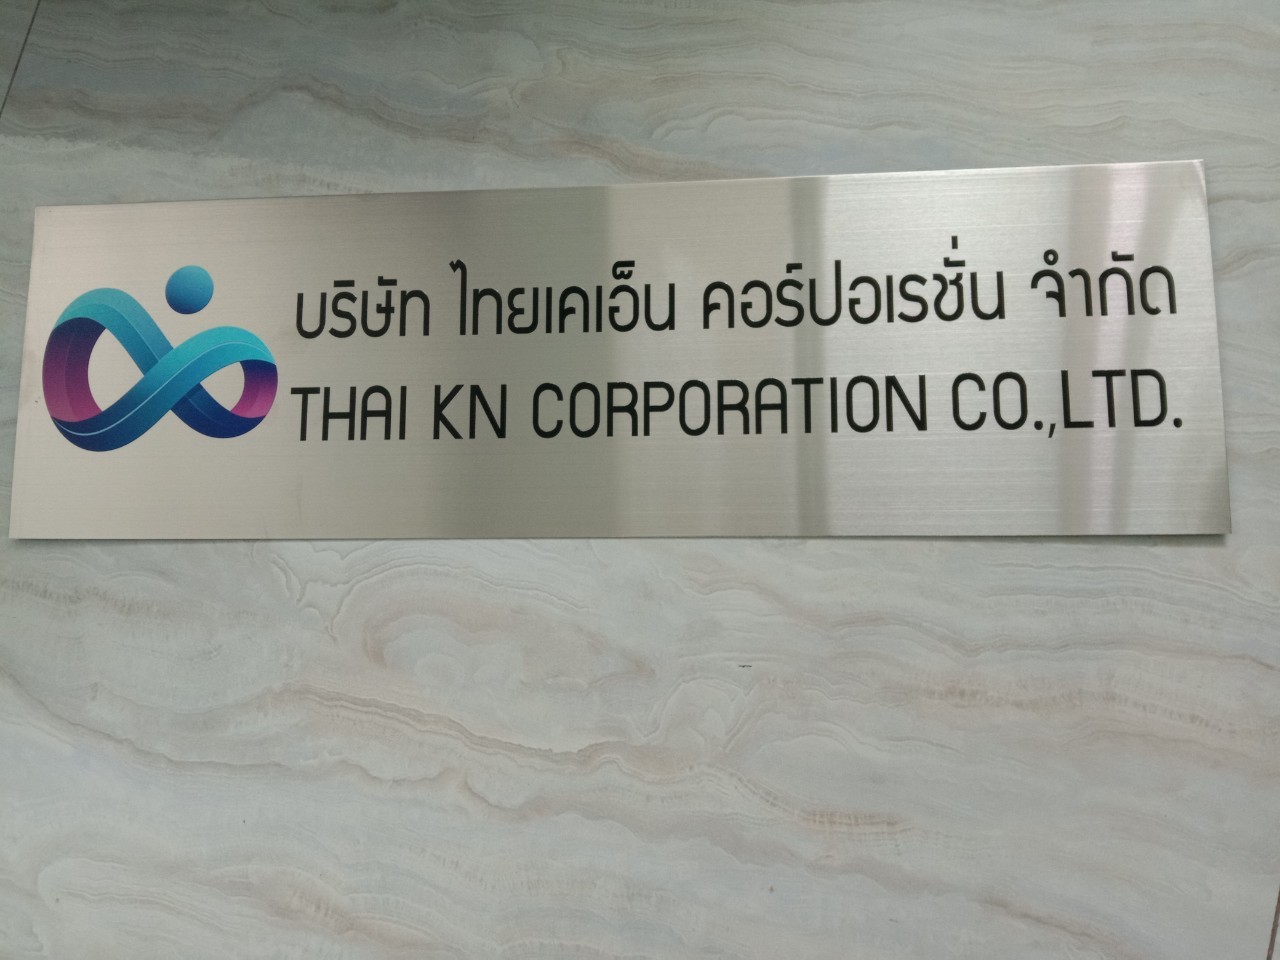 บริษัท ไทยเคเอ็น คอร์ปอเรชั่น จำกัด
THAI KN CORPORATION CO.,LTD.